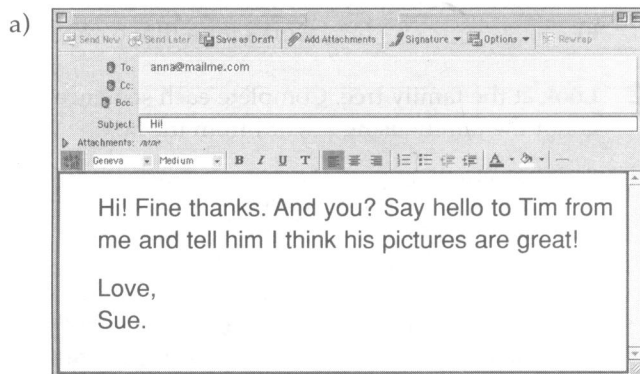 a)
Send Now Send Later Save as Draft Add Attachments Signature Options Rewrap
To: anna@mailme.com
Cc:
Bcc:
Subject: Hi!
Attachments: none
Geneva Medium B I U T A
Hi! Fine thanks. And you? Say hello to Tim from
me and tell him I think his pictures are great!
Love,
Sue.